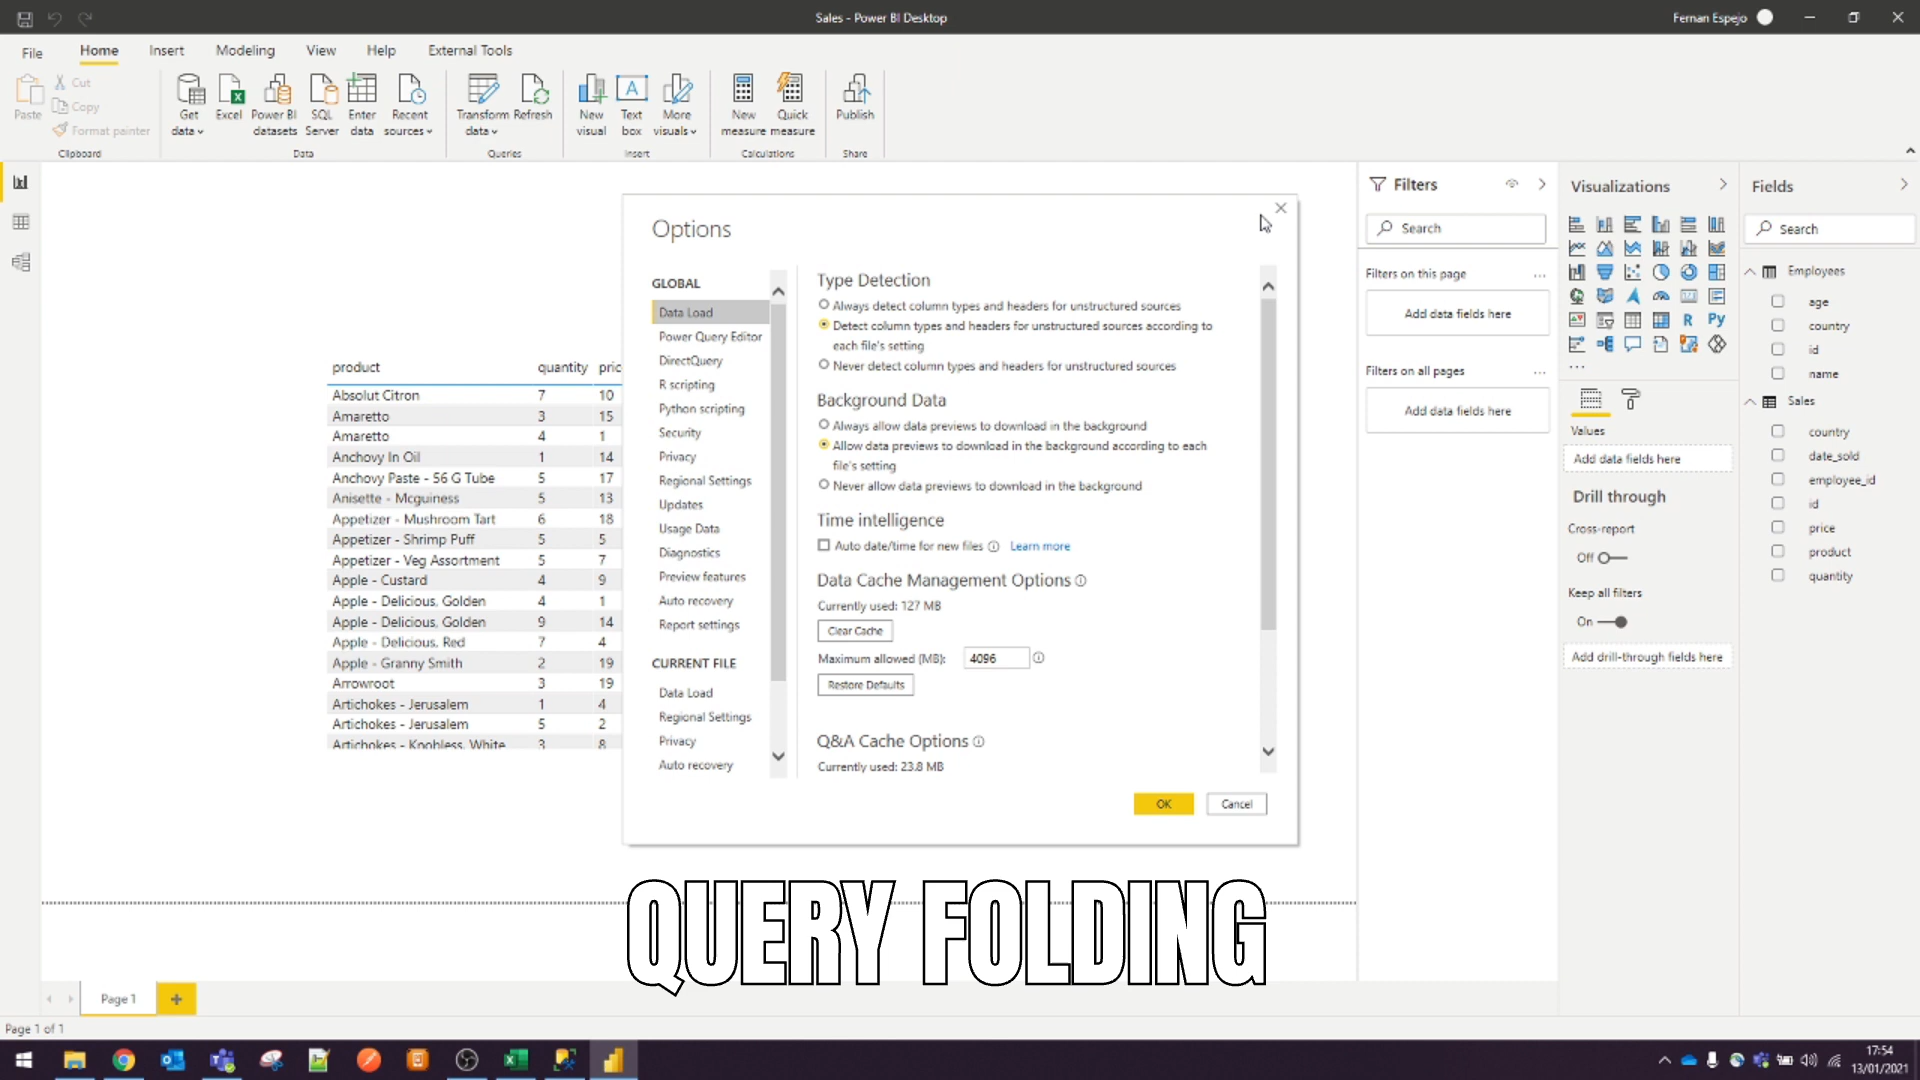 Sales - Power BI Desktop
Fernan Espejo
File
Home
Insert
Modeling
View
Help
External Tools
Paste
Cut
Copy
Format painter
Clipboard
Get data
Excel
Power BI datasets
SQL Server
Enter data
Recent sources
Data
Transform data
Refresh
Queries
New visual
Text box
More visuals
Insert
New measure
Quick measure
Calculations
Publish
Share
product quantity pric
Absolut Citron 7 10
Amaretto 3 15
Amaretto 4 1
Anchovy In Oil 1 14
Anchovy Paste - 56 G Tube 5 17
Anisette - Mcguiness 5 13
Appetizer - Mushroom Tart 6 18
Appetizer - Shrimp Puff 5 5
Appetizer - Veg Assortment 5 7
Apple - Custard 4 9
Apple - Delicious, Golden 4 1
Apple - Delicious, Golden 9 14
Apple - Delicious, Red 7 4
Apple - Granny Smith 2 19
Arrowroot 3 19
Artichokes - Jerusalem 1 4
Artichokes - Jerusalem 5 2
Artichokes - Knobless, White 3 8
Options
GLOBAL
Data Load
Power Query Editor
DirectQuery
R scripting
Python scripting
Security
Privacy
Regional Settings
Updates
Usage Data
Diagnostics
Preview features
Auto recovery
Report settings
CURRENT FILE
Data Load
Regional Settings
Privacy
Auto recovery
Type Detection
Always detect column types and headers for unstructured sources
Detect column types and headers for unstructured sources according to
each file's setting
Never detect column types and headers for unstructured sources
Background Data
Always allow data previews to download in the background
Allow data previews to download in the background according to each
file's setting
Never allow data previews to download in the background
Time intelligence
Auto date/time for new files Learn more
Data Cache Management Options
Currently used: 127 MB
Clear Cache
Maximum allowed (MB): 4096
Restore Defaults
Q&A Cache Options
Currently used: 23.8 MB
OK
Cancel
Filters
Search
Filters on this page ...
Add data fields here
Filters on all pages ...
Add data fields here
Visualizations
R Py
...
Values
Add data fields here
Drill through
Cross-report
Off
Keep all filters
On
Add drill-through fields here
Fields
Search
Employees
age
country
id
name
Sales
country
date_sold
employee_id
id
price
product
quantity
QUERY FOLDING
Page 1
+
Page 1 of 1
17:54
13/01/2021